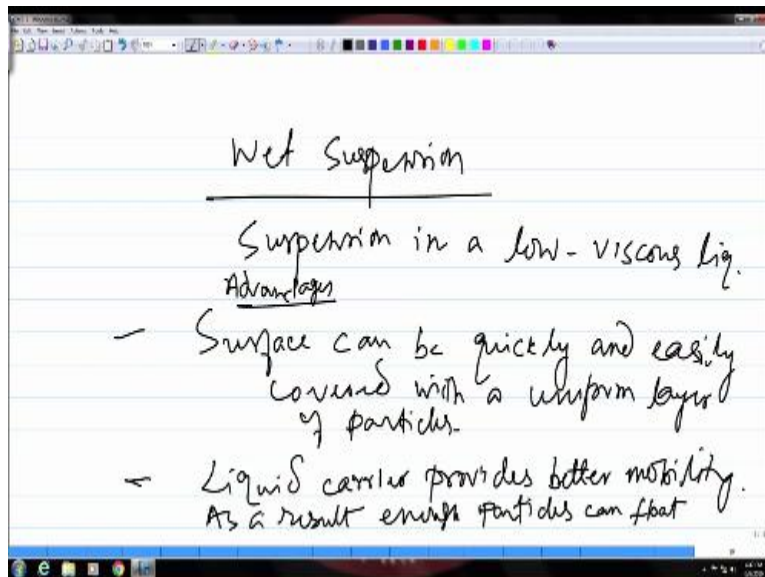 Wet Suspension
Suspension in a low-viscous liq.
Advantages
- Surface can be quickly and easily
covered with a uniform layer
of particles.
- Liquid carrier provides better mobility.
As a result enough particles can float